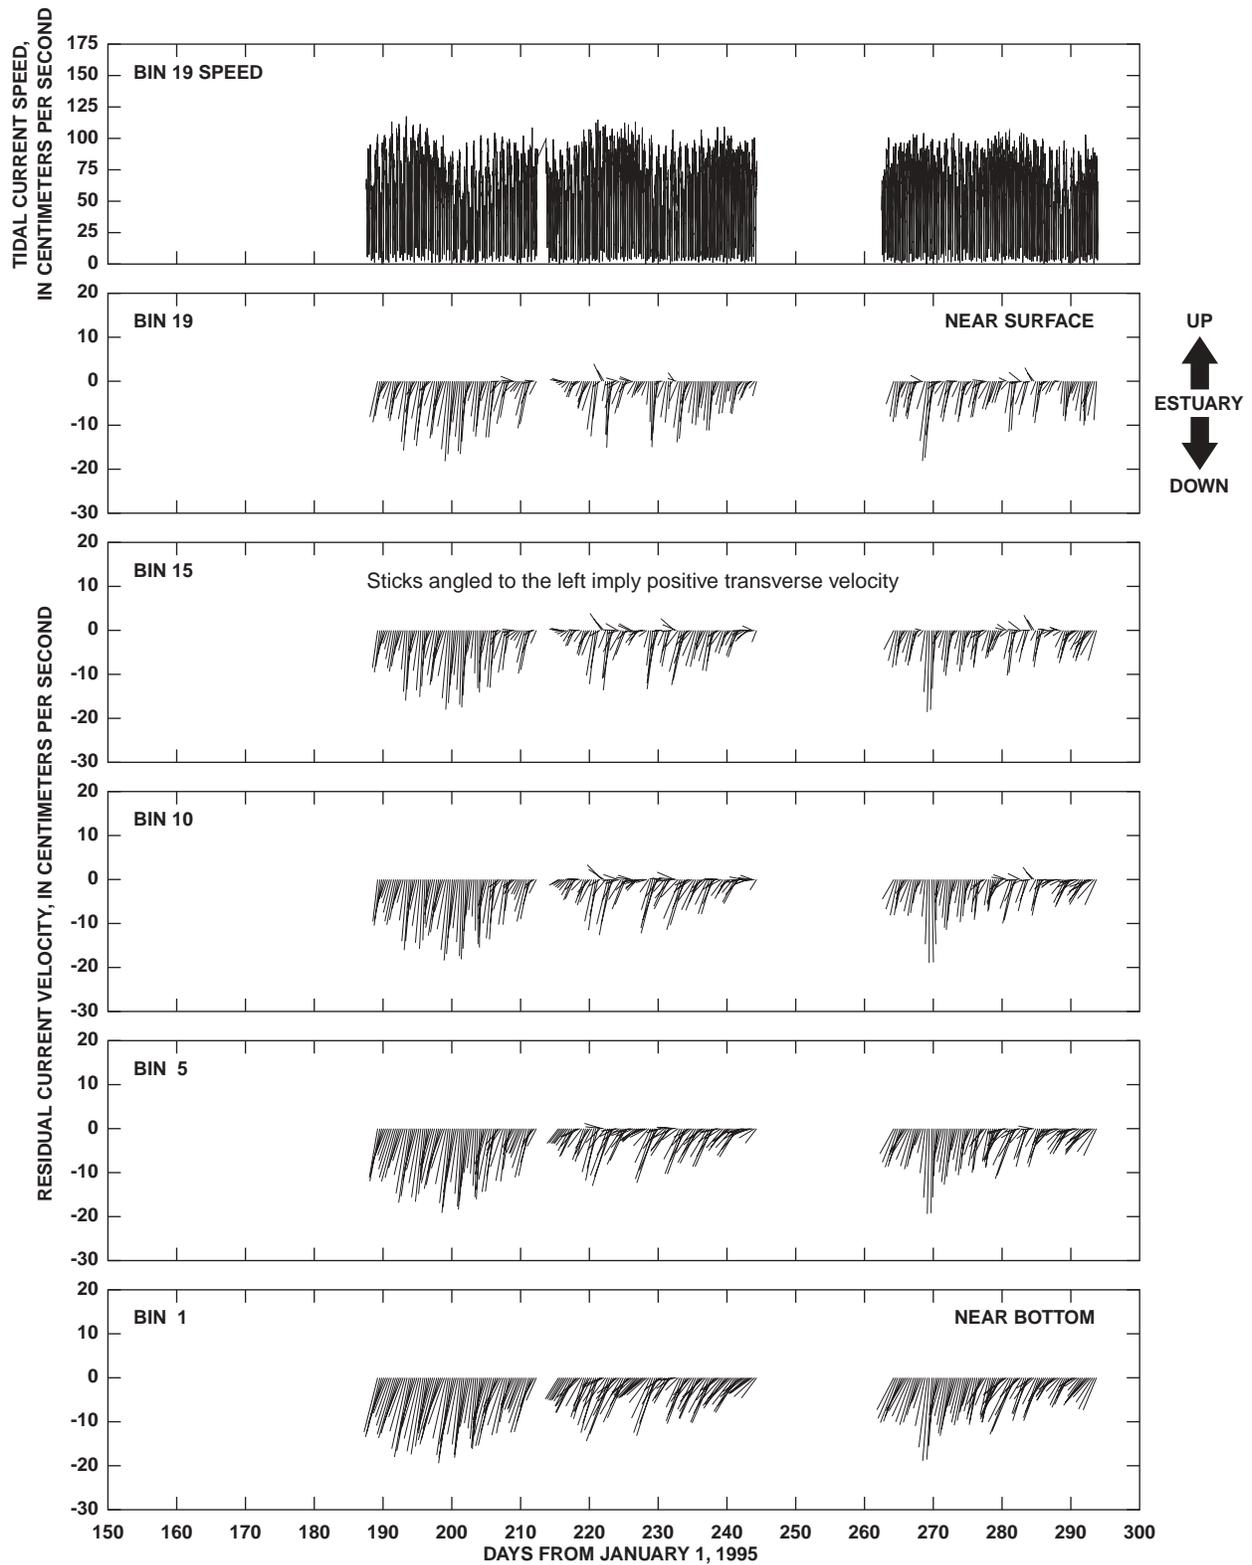 TIDAL CURRENT SPEED,
IN CENTIMETERS PER SECOND
175
150
125
100
75
50
25
0
BIN 19 SPEED
20
10
0
-10
-20
-30
BIN 19
NEAR SURFACE
UP
ESTUARY
DOWN
RESIDUAL CURRENT VELOCITY, IN CENTIMETERS PER SECOND
20
10
0
-10
-20
-30
BIN 15
Sticks angled to the left imply positive transverse velocity
20
10
0
-10
-20
-30
BIN 10
20
10
0
-10
-20
-30
BIN 5
20
10
0
-10
-20
-30
BIN 1
NEAR BOTTOM
150 160 170 180 190 200 210 220 230 240 250 260 270 280 290 300
DAYS FROM JANUARY 1, 1995